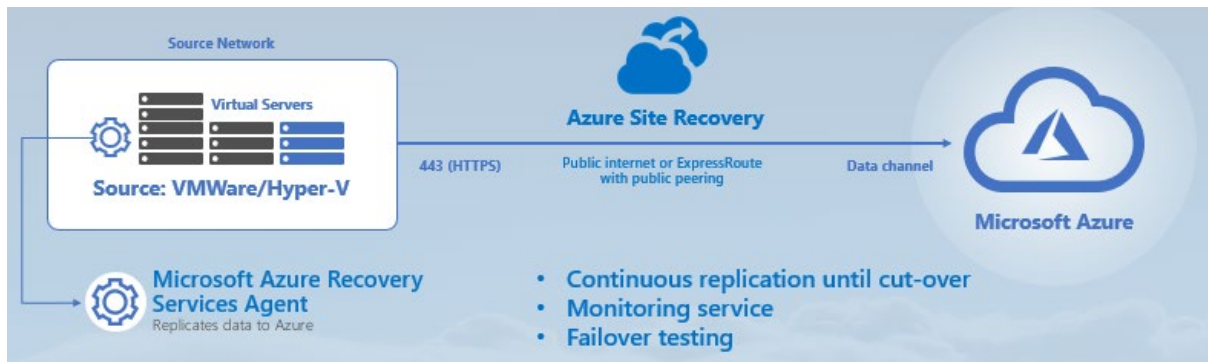 Source Network
Virtual Servers
Source: VMWare/Hyper-V
Azure Site Recovery
443 (HTTPS)
Public internet or ExpressRoute
with public peering
Data channel
Microsoft Azure
Microsoft Azure Recovery
Services Agent
Replicates data to Azure
• Continuous replication until cut-over
• Monitoring service
• Failover testing